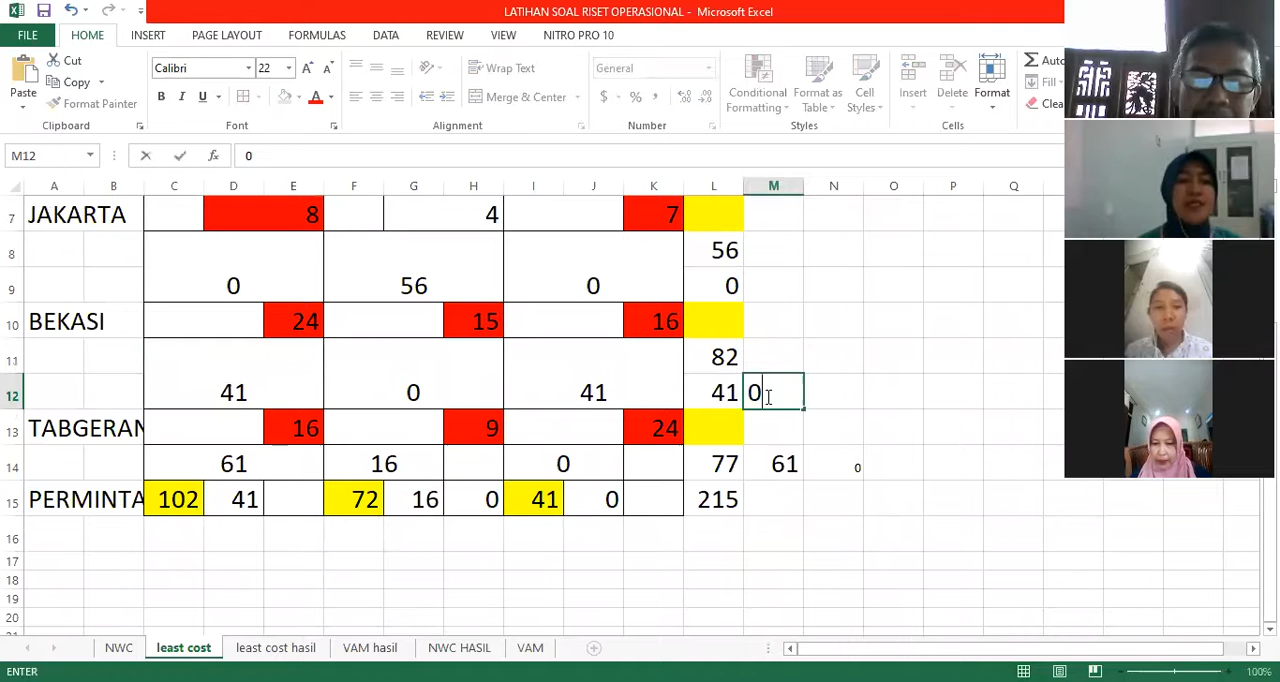 LATIHAN SOAL RISET OPERASIONAL - Microsoft Excel
FILE HOME INSERT PAGE LAYOUT FORMULAS DATA REVIEW VIEW NITRO PRO 10
Paste
Cut
Copy
Format Painter
Clipboard
Calibri 22
B I U
Font
Wrap Text
Merge & Center
Alignment
General
$ % ,
Number
Conditional Formatting
Format as Table
Cell Styles
Styles
Insert Delete Format
Cells
Auto
Fill
Clea
M12 0
A B C D E F G H I J K L M N O P Q
7 JAKARTA 8 4 7
8 56
9 0 56 0 0
10 BEKASI 24 15 16
11 82
12 41 0 41 41 0
13 TABGERAN 16 9 24
14 61 16 0 77 61 0
15 PERMINTA 102 41 72 16 0 41 0 215
16
17
18
19
20
NWC least cost least cost hasil VAM hasil NWC HASIL VAM
ENTER 100%